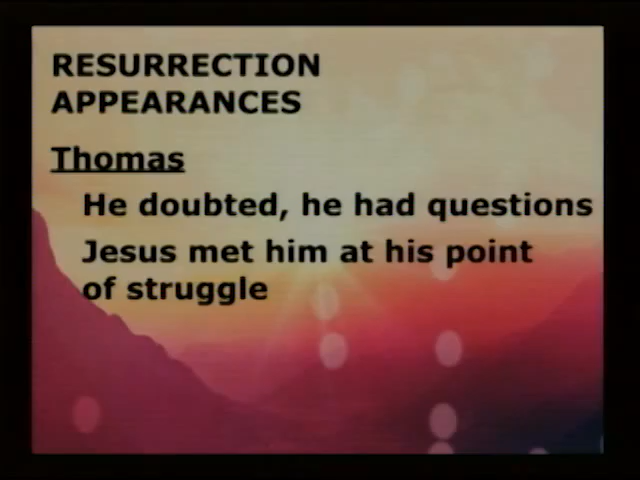 RESURRECTION
APPEARANCES
Thomas
He doubted, he had questions
Jesus met him at his point
of struggle